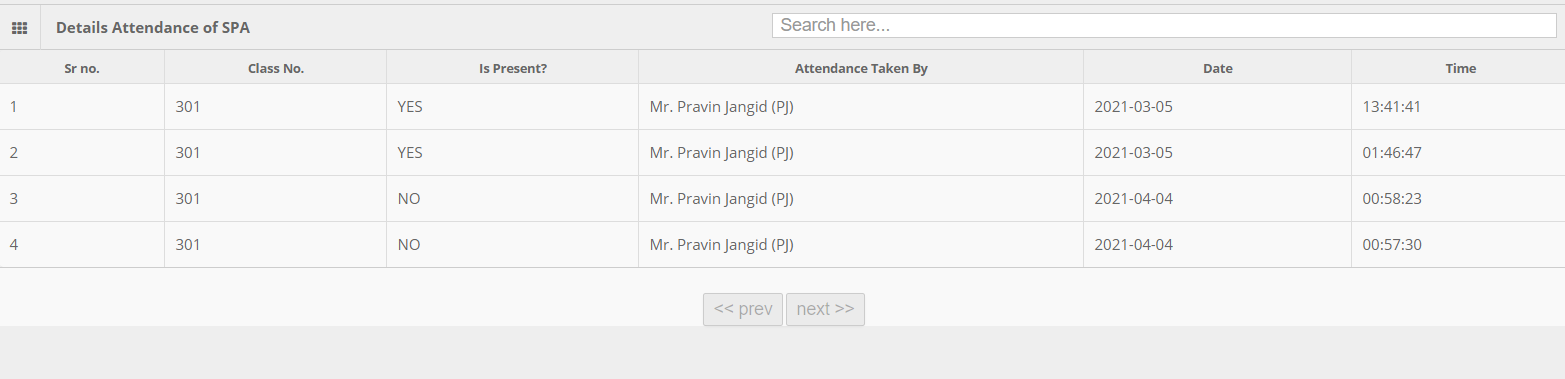 Details Attendance of SPA Search here...
Sr no. Class No. Is Present? Attendance Taken By Date Time
1 301 YES Mr. Pravin Jangid (PJ) 2021-03-05 13:41:41
2 301 YES Mr. Pravin Jangid (PJ) 2021-03-05 01:46:47
3 301 NO Mr. Pravin Jangid (PJ) 2021-04-04 00:58:23
4 301 NO Mr. Pravin Jangid (PJ) 2021-04-04 00:57:30
<< prev next >>